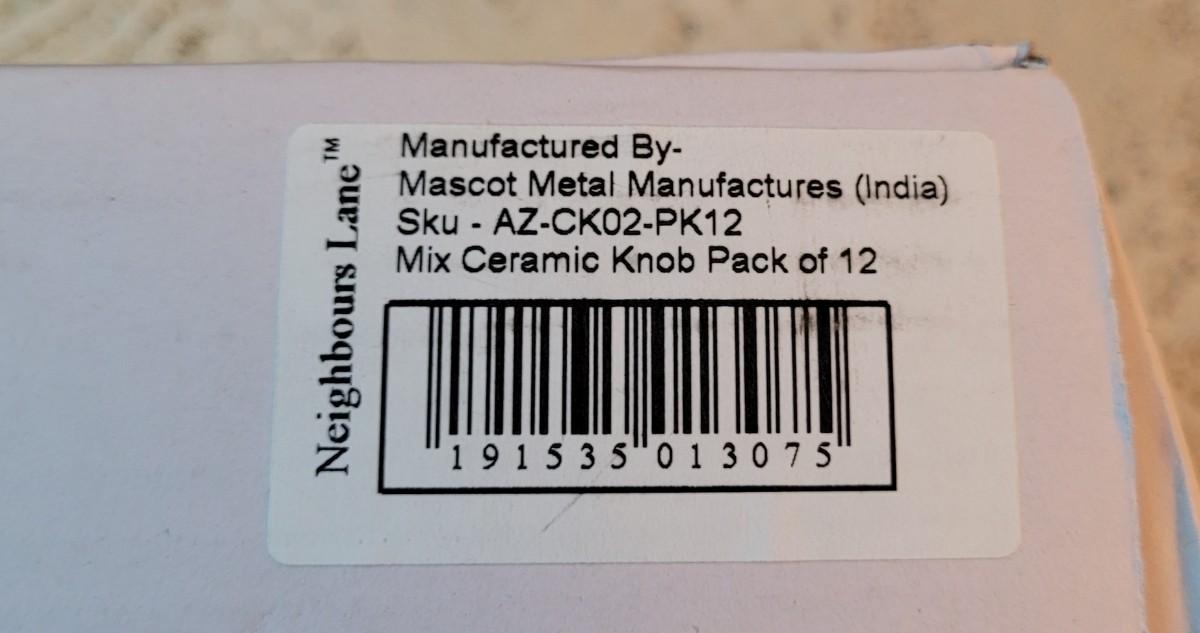 Neighbours Lane™
Manufactured By-
Mascot Metal Manufactures (India)
Sku - AZ-CK02-PK12
Mix Ceramic Knob Pack of 12
191535 013075